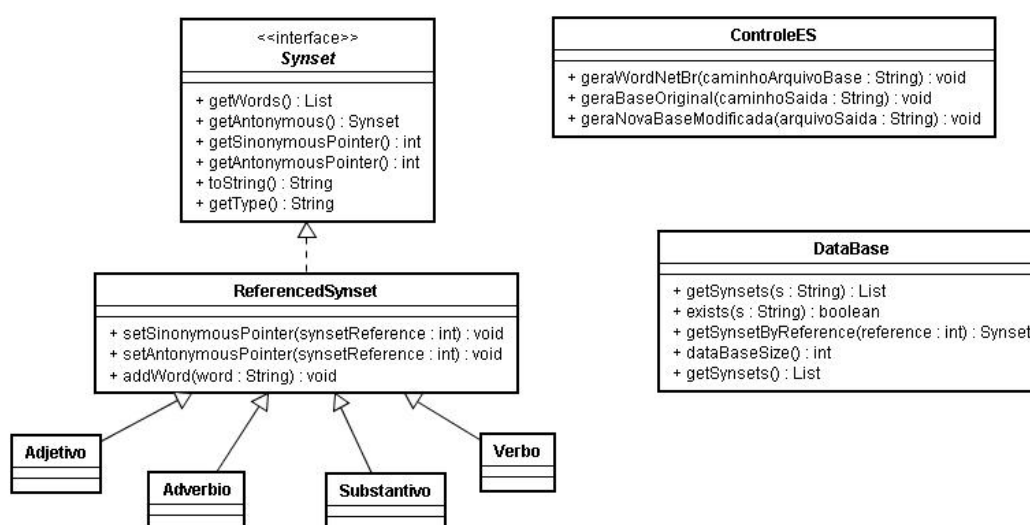 <<interface>>
Synset
+ getWords() : List
+ getAntonymous() : Synset
+ getSinonymousPointer() : int
+ getAntonymousPointer() : int
+ toString() : String
+ getType() : String
ControleES
+ geraWordNetBr(caminhoArquivoBase : String) : void
+ geraBaseOriginal(caminhoSaida : String) : void
+ geraNovaBaseModificada(arquivoSaida : String) : void
ReferencedSynset
+ setSinonymousPointer(synsetReference : int) : void
+ setAntonymousPointer(synsetReference : int) : void
+ addWord(word : String) : void
DataBase
+ getSynsets(s : String) : List
+ exists(s : String) : boolean
+ getSynsetByReference(reference : int) : Synset
+ dataBaseSize() : int
+ getSynsets() : List
Adjetivo
Adverbio
Substantivo
Verbo